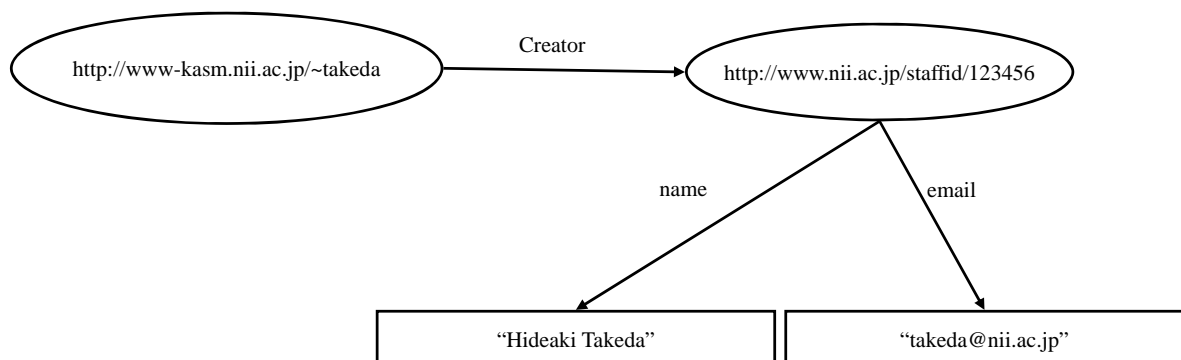 Creator
http://www-kasm.nii.ac.jp/~takeda
http://www.nii.ac.jp/staffid/123456
name
email
“Hideaki Takeda”
“takeda@nii.ac.jp”